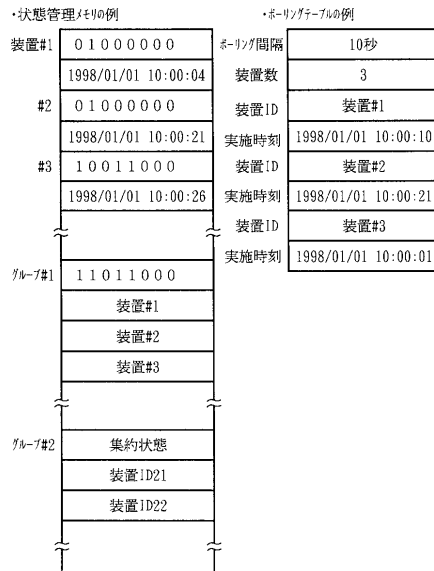 ・状態管理メモリの例
装置#1
01000000
1998/01/01 10:00:04
#2
01000000
1998/01/01 10:00:21
#3
10011000
1998/01/01 10:00:26
グループ#1
11011000
装置#1
装置#2
装置#3
グループ#2
集約状態
装置ID21
装置ID22
・ポーリングテーブルの例
ポーリング間隔
10秒
装置数
3
装置ID
装置#1
実施時刻
1998/01/01 10:00:10
装置ID
装置#2
実施時刻
1998/01/01 10:00:21
装置ID
装置#3
実施時刻
1998/01/01 10:00:01